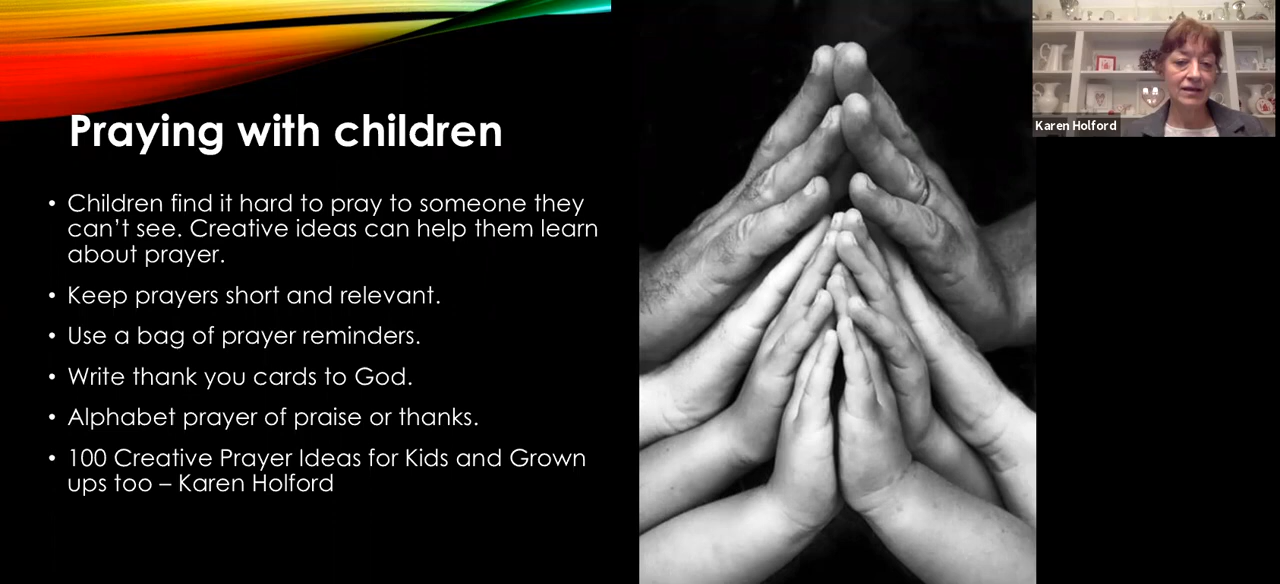 Praying with children
• Children find it hard to pray to someone they
can't see. Creative ideas can help them learn
about prayer.
• Keep prayers short and relevant.
• Use a bag of prayer reminders.
• Write thank you cards to God.
• Alphabet prayer of praise or thanks.
• 100 Creative Prayer Ideas for Kids and Grown
ups too – Karen Holford
Karen Holford